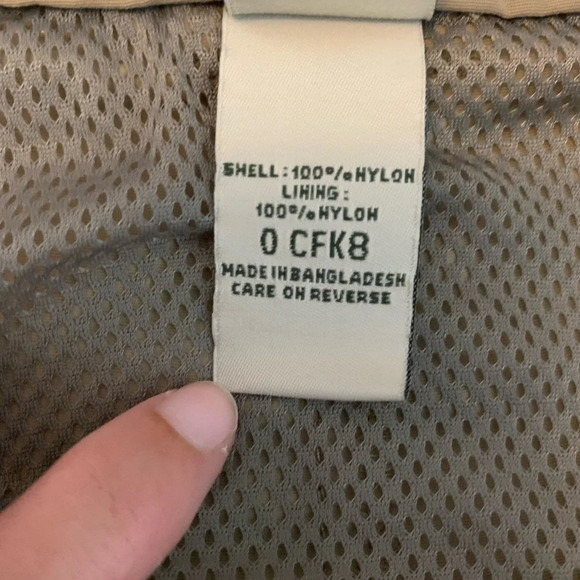 SHELL:100%NYLON
LINING:
100%NYLON
0 CFK8
MADE IN BANGLADESH
CARE ON REVERSE